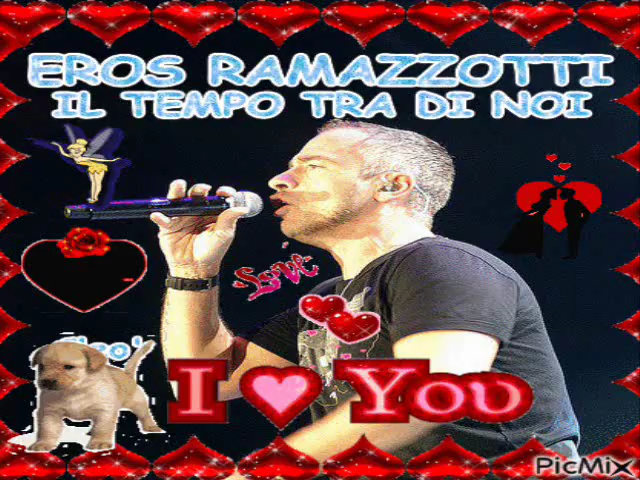 EROS RAMAZZOTTI
IL TEMPO TRA DI NOI
Love
I ♥ YOU
PicMix